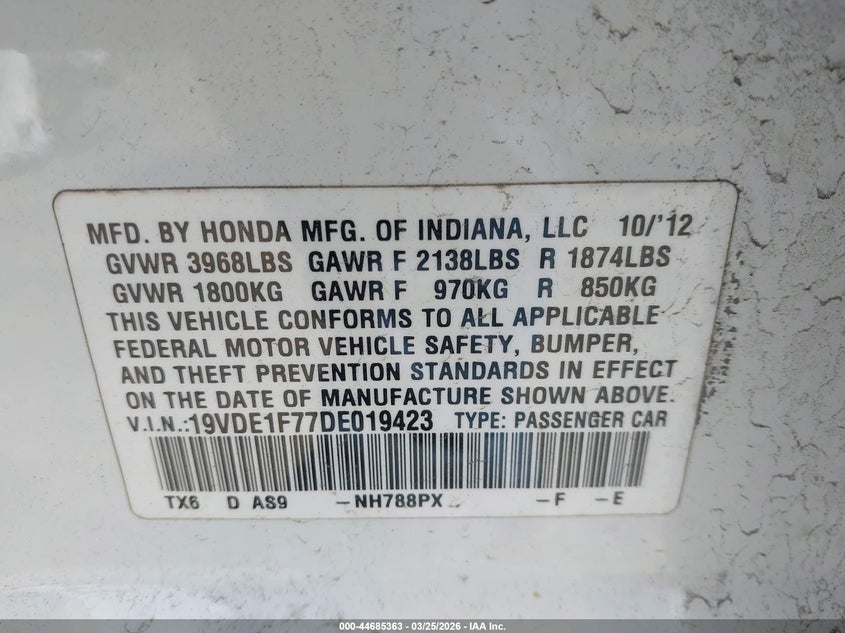 MFD. BY HONDA MFG. OF INDIANA, LLC 10/'12
GVWR 3968LBS GAWR F 2138LBS R 1874LBS
GVWR 1800KG GAWR F 970KG R 850KG
THIS VEHICLE CONFORMS TO ALL APPLICABLE
FEDERAL MOTOR VEHICLE SAFETY, BUMPER,
AND THEFT PREVENTION STANDARDS IN EFFECT
ON THE DATE OF MANUFACTURE SHOWN ABOVE.
V.I.N.:19VDE1F77DE019423 TYPE: PASSENGER CAR
TX6 D AS9 –NH788PX –F –E
000-44685363 - 03/25/2026 - IAA Inc.